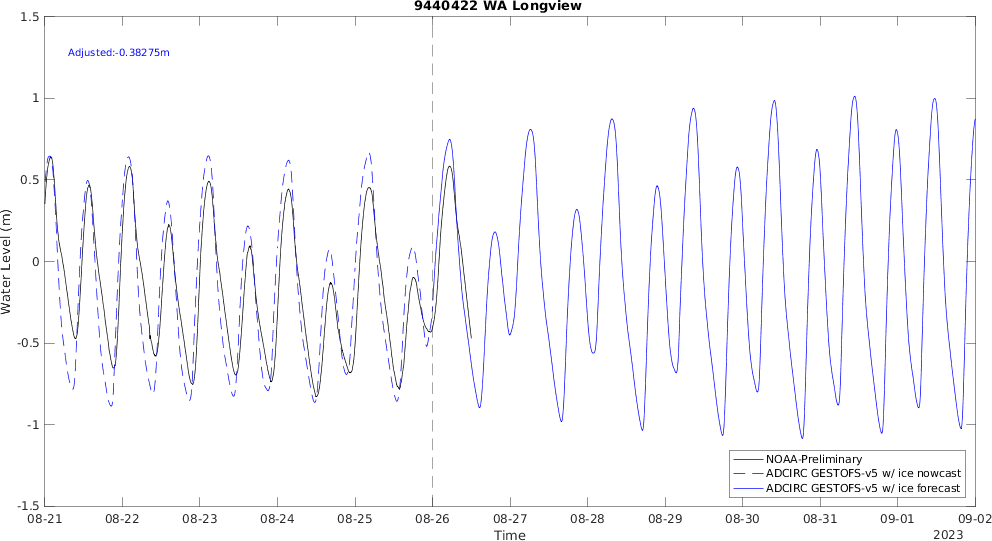 9440422 WA Longview
Adjusted:-0.38275m
1.5
1
0.5
0
-0.5
-1
-1.5
Water Level (m)
NOAA-Preliminary
ADCIRC GESTOFS-v5 w/ ice nowcast
ADCIRC GESTOFS-v5 w/ ice forecast
08-21 08-22 08-23 08-24 08-25 08-26 08-27 08-28 08-29 08-30 08-31 09-01 09-02
Time
2023